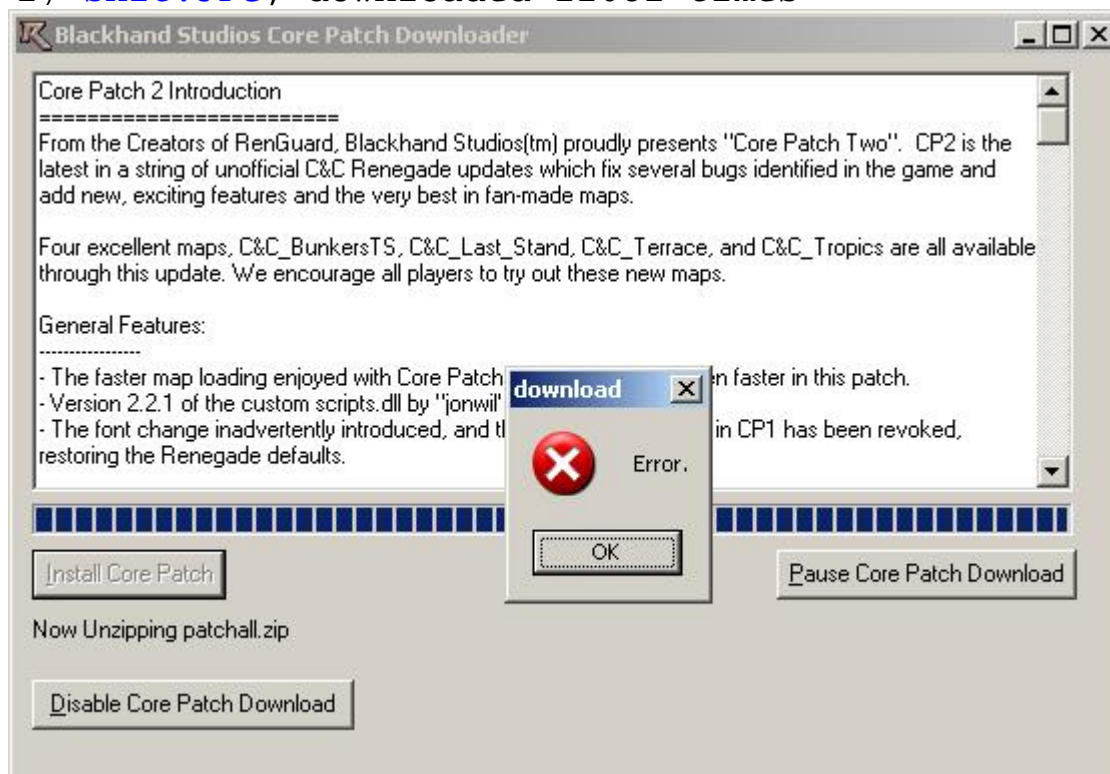 Blackhand Studios Core Patch Downloader
Core Patch 2 Introduction
=========================
From the Creators of RenGuard, Blackhand Studios(tm) proudly presents "Core Patch Two". CP2 is the
latest in a string of unofficial C&C Renegade updates which fix several bugs identified in the game and
add new, exciting features and the very best in fan-made maps.
Four excellent maps, C&C_BunkersTS, C&C_Last_Stand, C&C_Terrace, and C&C_Tropics are all available
through this update. We encourage all players to try out these new maps.
General Features:
----------------
- The faster map loading enjoyed with Core Patch
faster in this patch.
- Version 2.2.1 of the custom scripts.dll by "jonwil"
- The font change inadvertently introduced, and
in CP1 has been revoked,
restoring the Renegade defaults.
download
Error.
OK
Install Core Patch
Pause Core Patch Download
Now Unzipping patchall.zip
Disable Core Patch Download